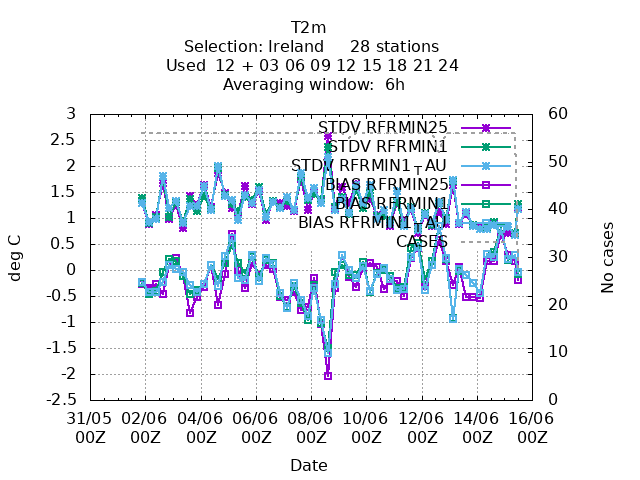 T2m
Selection: Ireland 28 stations
Used 12 + 03 06 09 12 15 18 21 24
Averaging window: 6h
STDV RFRMIN25
STDV RFRMIN1
STDV RFRMIN1_AU
BIAS RFRMIN25
BIAS RFRMIN1
BIAS RFRMIN1_AU
CASES
deg C
3
2.5
2
1.5
1
0.5
0
-0.5
-1
-1.5
-2
-2.5
No cases
60
50
40
30
20
10
0
31/05 02/06 04/06 06/06 08/06 10/06 12/06 14/06 16/06
00Z 00Z 00Z 00Z 00Z 00Z 00Z 00Z 00Z
Date